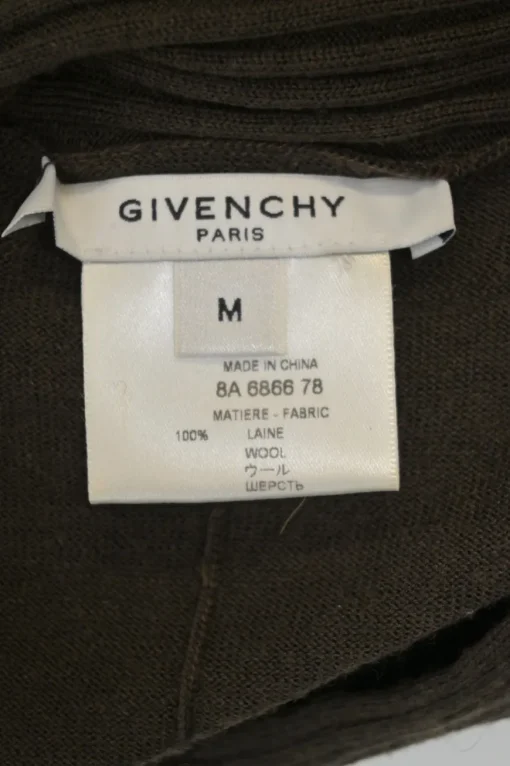 GIVENCHY
PARIS
M
MADE IN CHINA
8A 6866 78
MATIERE - FABRIC
100% LAINE
WOOL
ウール
ШЕРСТЬ